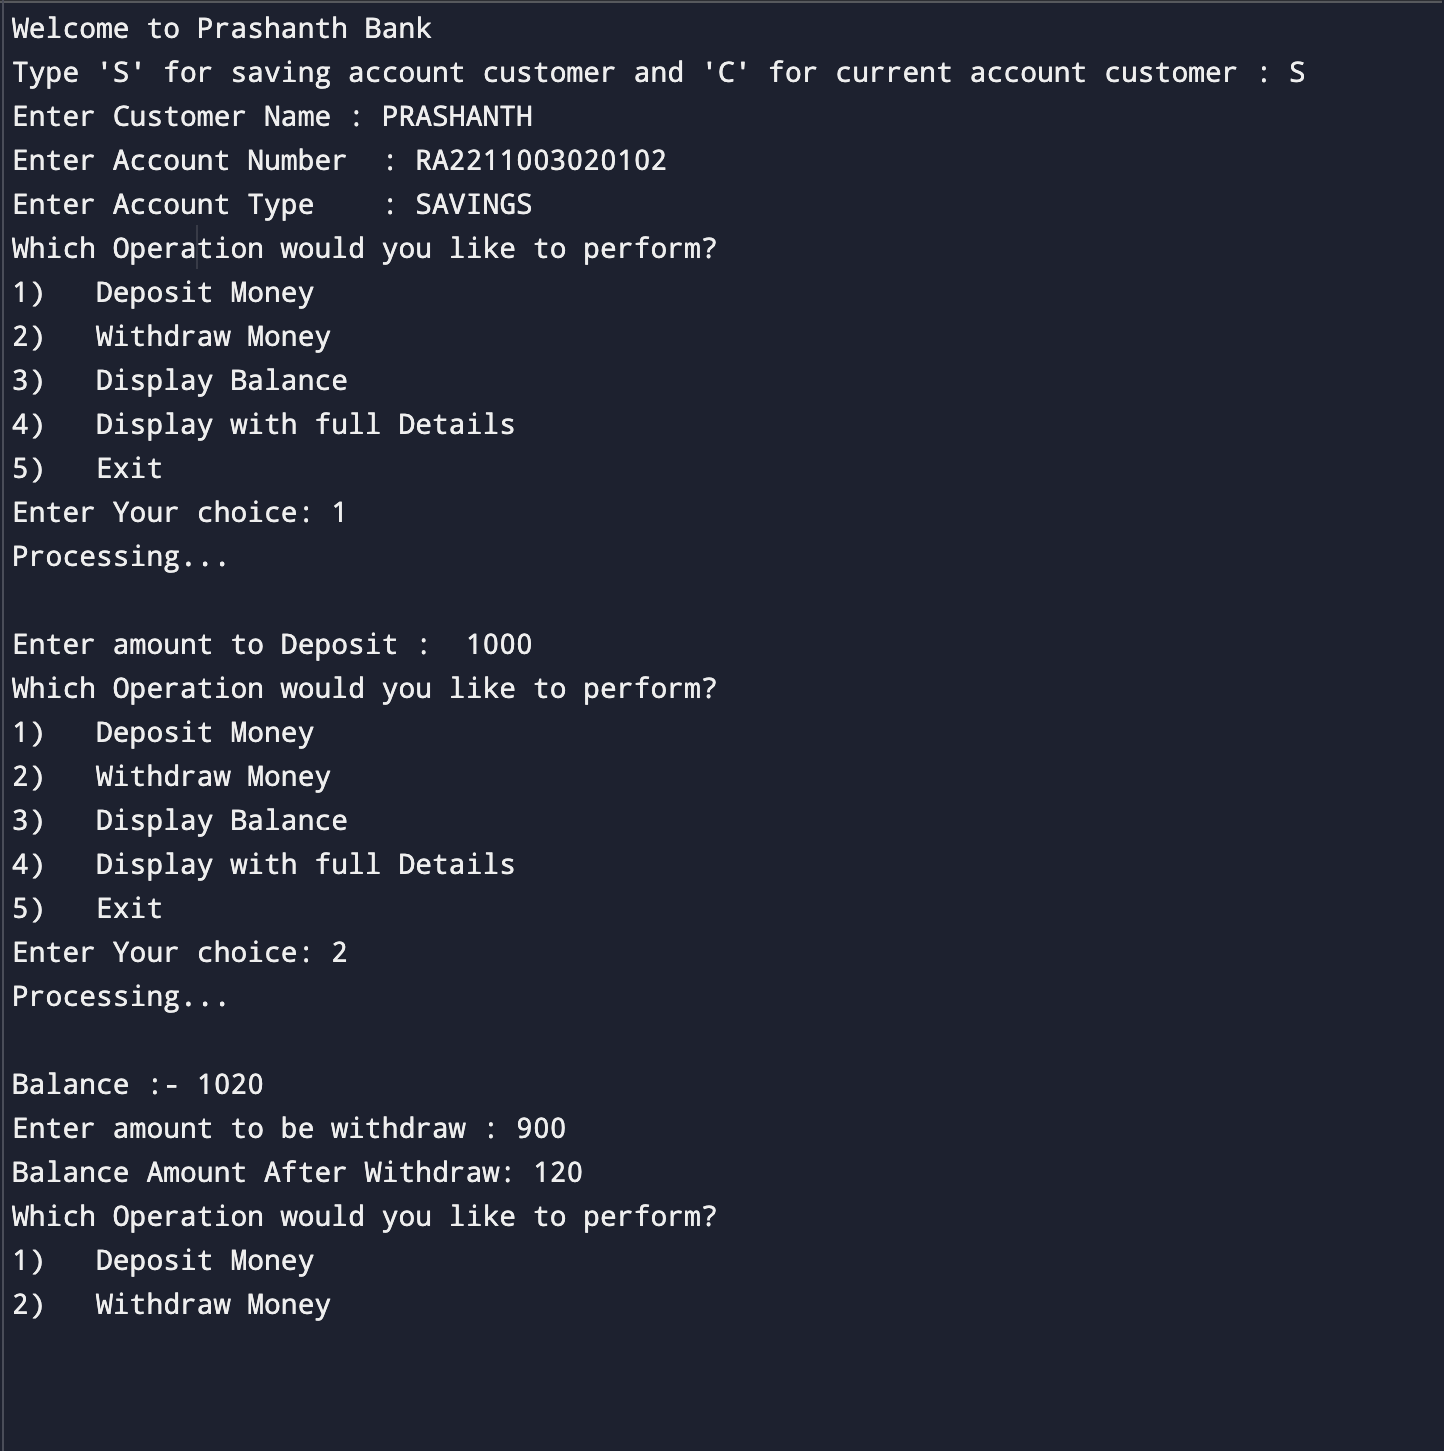 Welcome to Prashanth Bank
Type 'S' for saving account customer and 'C' for current account customer : S
Enter Customer Name : PRASHANTH
Enter Account Number  : RA2211003020102
Enter Account Type    : SAVINGS
Which Operation would you like to perform?
1)   Deposit Money
2)   Withdraw Money
3)   Display Balance
4)   Display with full Details
5)   Exit
Enter Your choice: 1
Processing...

Enter amount to Deposit :  1000
Which Operation would you like to perform?
1)   Deposit Money
2)   Withdraw Money
3)   Display Balance
4)   Display with full Details
5)   Exit
Enter Your choice: 2
Processing...

Balance :- 1020
Enter amount to be withdraw : 900
Balance Amount After Withdraw: 120
Which Operation would you like to perform?
1)   Deposit Money
2)   Withdraw Money